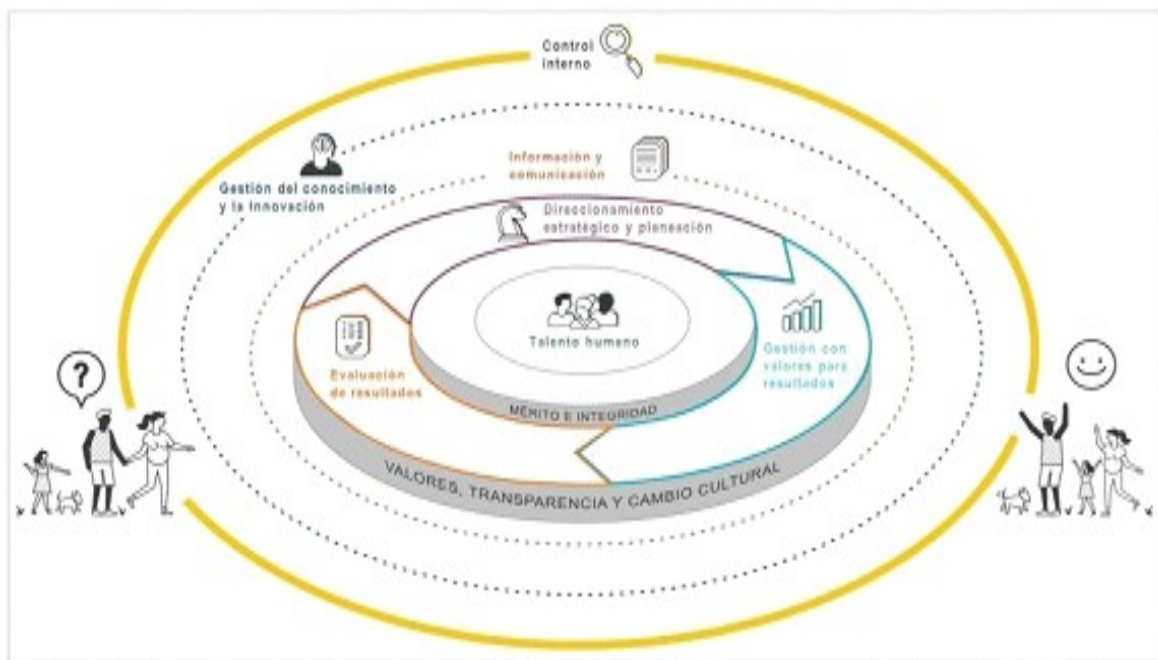 Control
interno
Gestión del conocimiento
y la Innovación
Información y
comunicación
Direccionamiento
estratégico y planeación
Talento humano
Gestión con
valores para
resultados
Evaluación
de resultados
MÉRITO E INTEGRIDAD
VALORES, TRANSPARENCIA Y CAMBIO CULTURAL
?